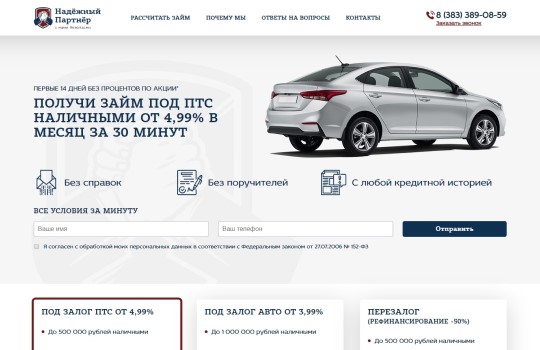 Надёжный
Партнёр
РАССЧИТАТЬ ЗАЙМ ПОЧЕМУ МЫ ОТВЕТЫ НА ВОПРОСЫ КОНТАКТЫ
8 (383) 389-08-59
Заказать звонок
ПЕРВЫЕ 14 ДНЕЙ БЕЗ ПРОЦЕНТОВ ПО АКЦИИ*
ПОЛУЧИ ЗАЙМ ПОД ПТС
НАЛИЧНЫМИ ОТ 4,99% В
МЕСЯЦ ЗА 30 МИНУТ
Без справок
Без поручителей
С любой кредитной историей
ВСЕ УСЛОВИЯ ЗА МИНУТУ
Ваше имя
Ваш телефон
Отправить
Я согласен с обработкой моих персональных данных в соответствии с Федеральным законом от 27.07.2006 № 152-ФЗ
ПОД ЗАЛОГ ПТС ОТ 4,99%
До 500 000 рублей наличными
ПОД ЗАЛОГ АВТО ОТ 3,99%
До 1 000 000 рублей наличными
ПЕРЕЗАЛОГ
(РЕФИНАНСИРОВАНИЕ -50%)
До 500 000 рублей наличными